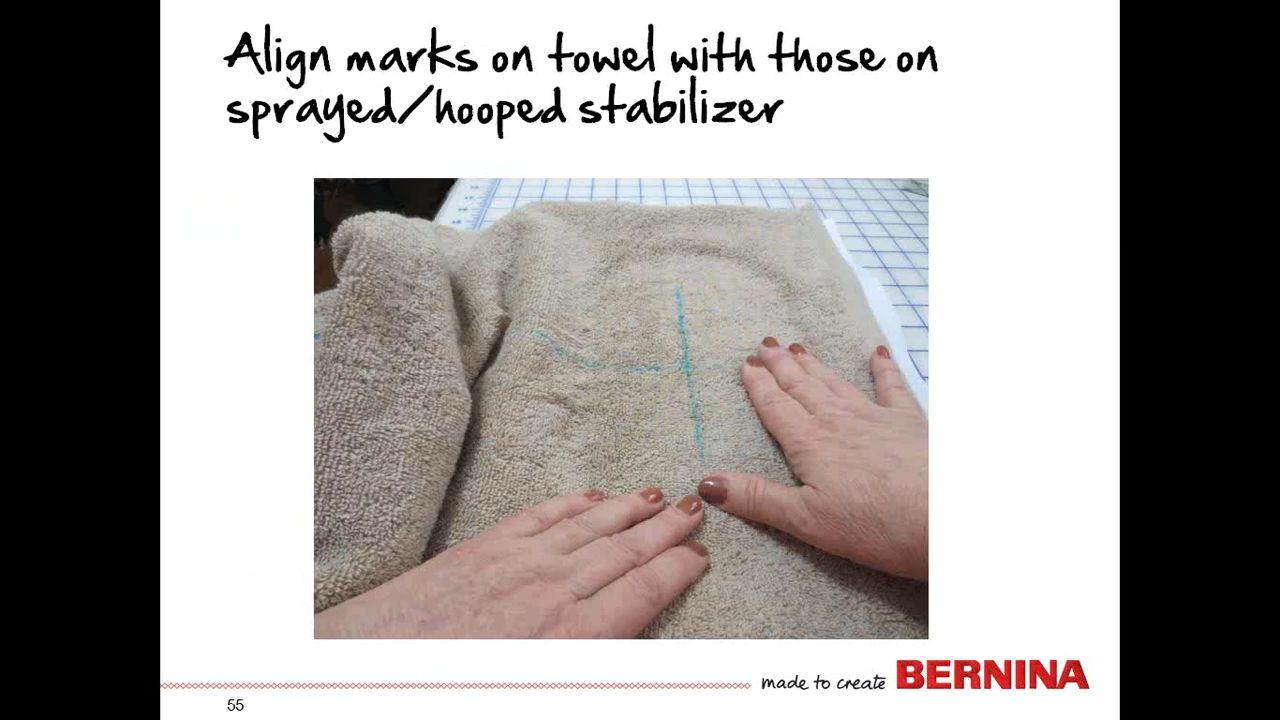 Align marks on towel with those on
sprayed/hooped stabilizer
made to create BERNINA
55